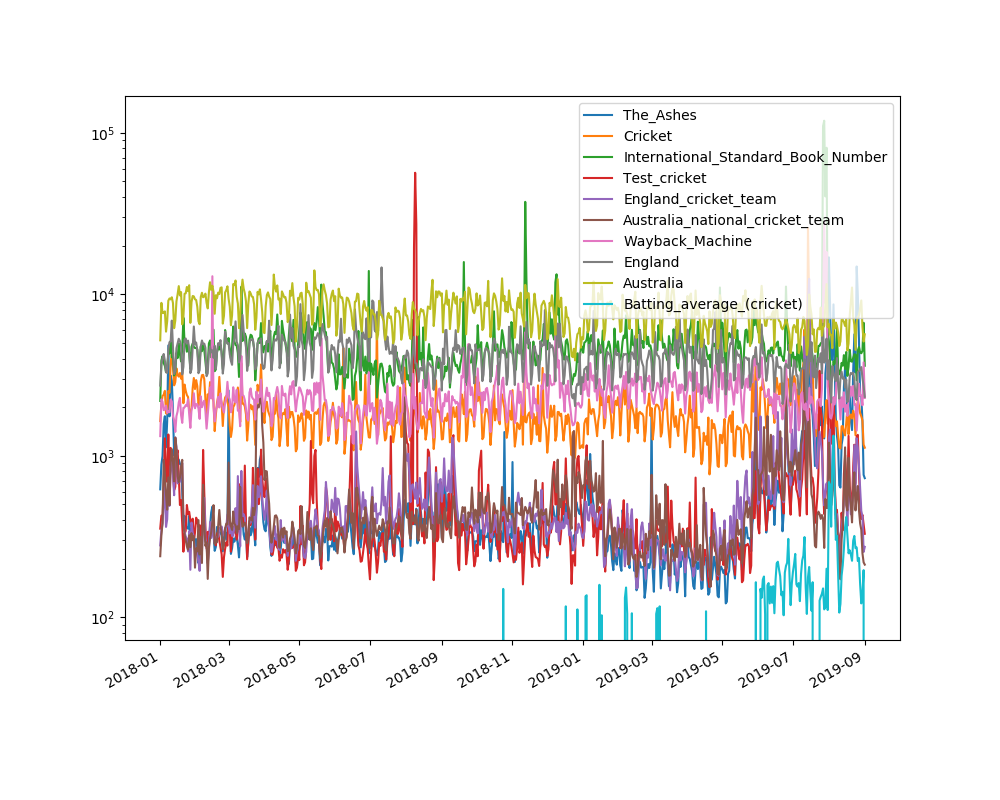 10^5
10^4
10^3
10^2
The_Ashes
Cricket
International_Standard_Book_Number
Test_cricket
England_cricket_team
Australia_national_cricket_team
Wayback_Machine
England
Australia
Batting_average_(cricket)
2018-01
2018-03
2018-05
2018-07
2018-09
2018-11
2019-01
2019-03
2019-05
2019-07
2019-09